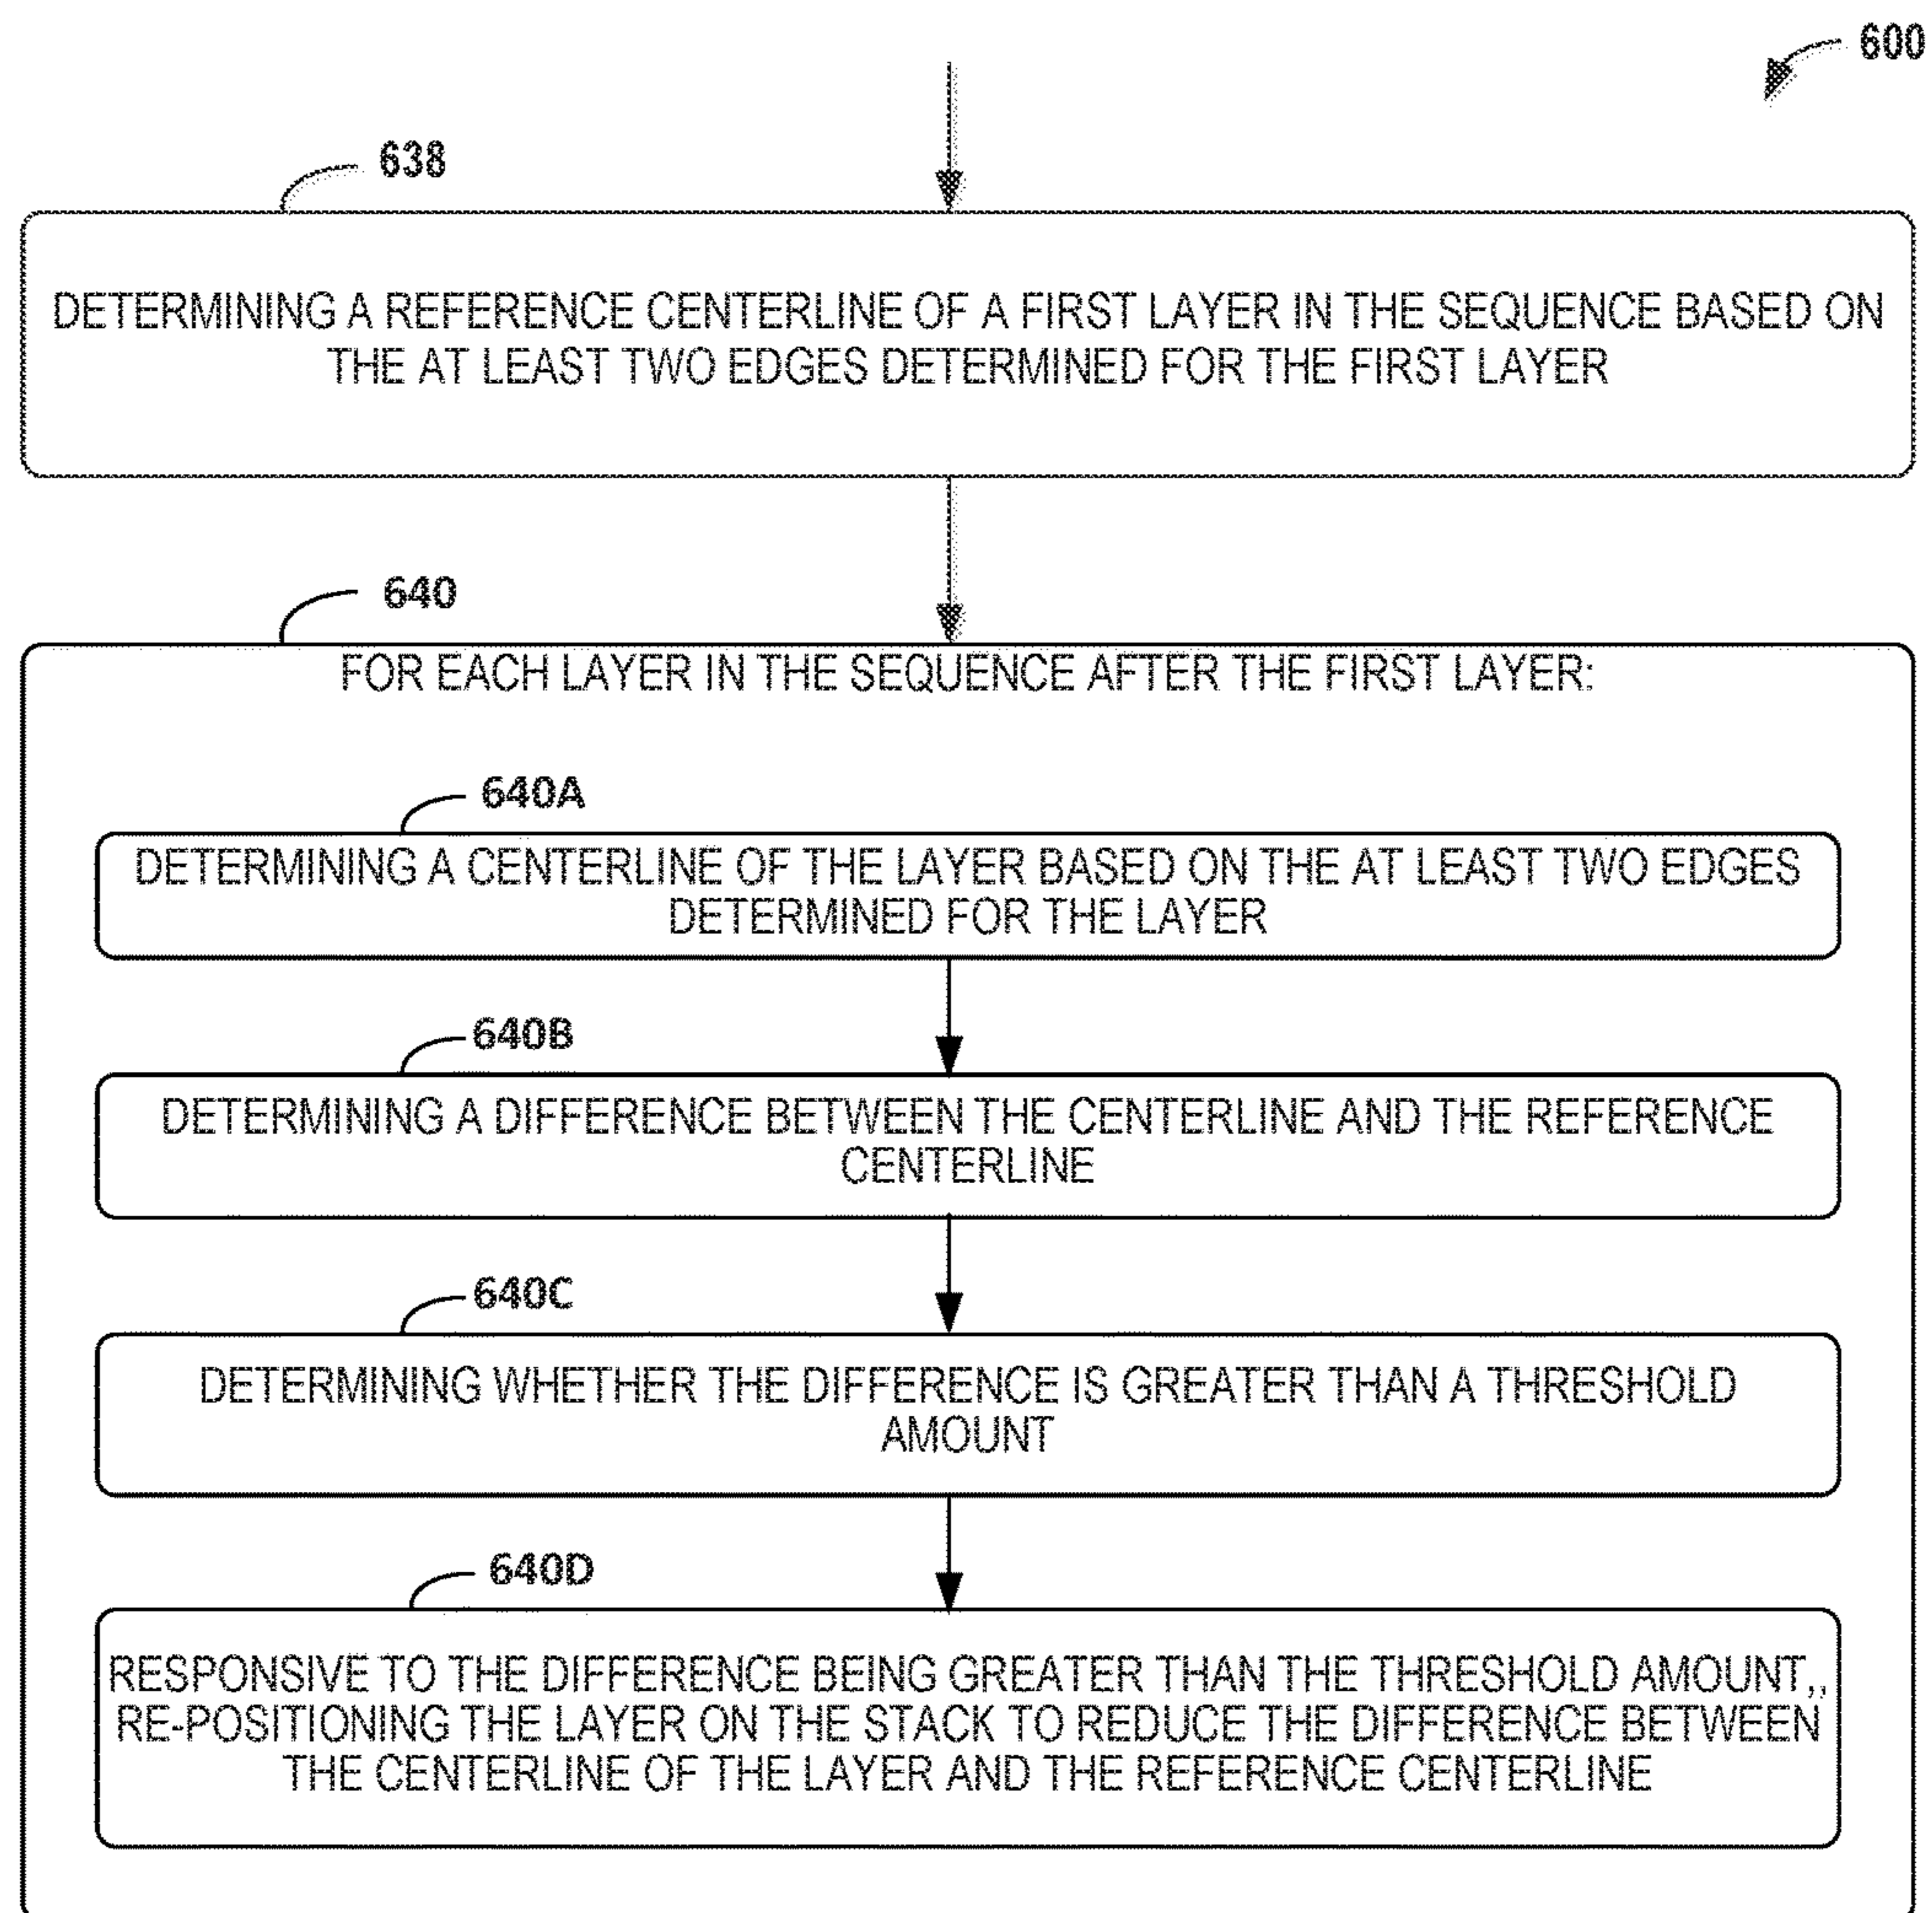 600
638
DETERMINING A REFERENCE CENTERLINE OF A FIRST LAYER IN THE SEQUENCE BASED ON
THE AT LEAST TWO EDGES DETERMINED FOR THE FIRST LAYER
640
FOR EACH LAYER IN THE SEQUENCE AFTER THE FIRST LAYER:
640A
DETERMINING A CENTERLINE OF THE LAYER BASED ON THE AT LEAST TWO EDGES
DETERMINED FOR THE LAYER
640B
DETERMINING A DIFFERENCE BETWEEN THE CENTERLINE AND THE REFERENCE
CENTERLINE
640C
DETERMINING WHETHER THE DIFFERENCE IS GREATER THAN A THRESHOLD
AMOUNT
640D
RESPONSIVE TO THE DIFFERENCE BEING GREATER THAN THE THRESHOLD AMOUNT,,
RE-POSITIONING THE LAYER ON THE STACK TO REDUCE THE DIFFERENCE BETWEEN
THE CENTERLINE OF THE LAYER AND THE REFERENCE CENTERLINE